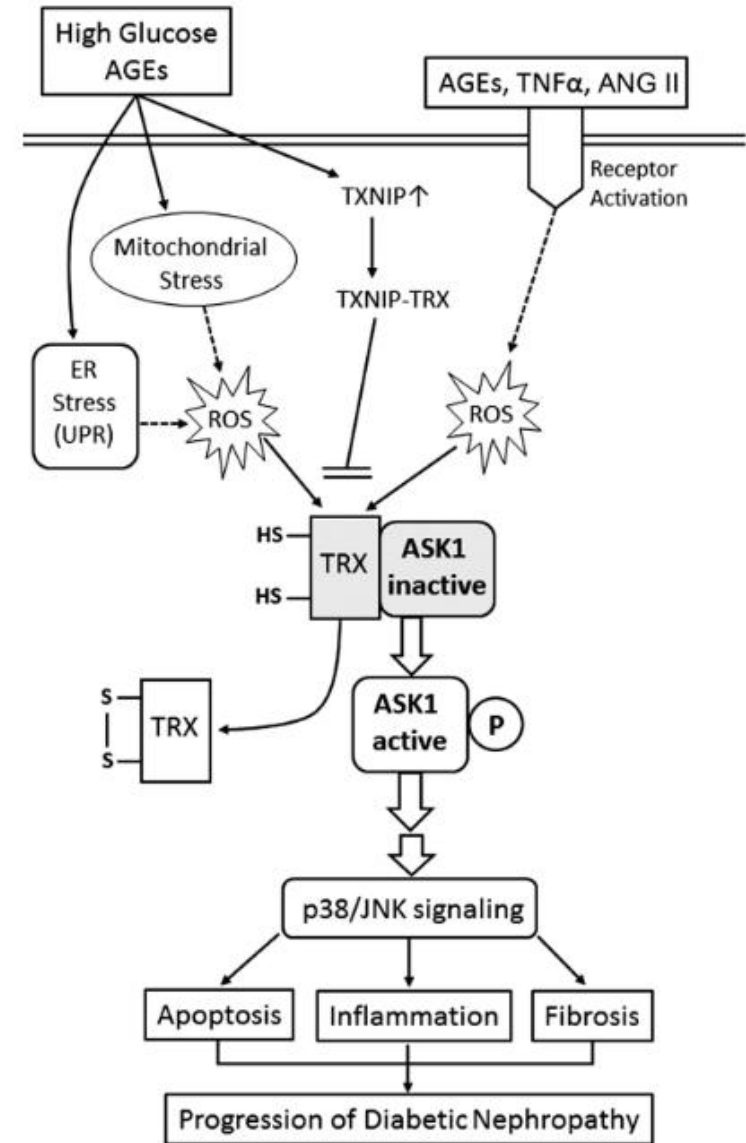 High Glucose
AGEs
AGEs, TNFα, ANG II
Receptor
Activation
TXNIP↑
Mitochondrial
Stress
TXNIP-TRX
ER
Stress
(UPR)
ROS
ROS
HS
HS
TRX
ASK1
inactive
S
S
TRX
ASK1
active
P
p38/JNK signaling
Apoptosis
Inflammation
Fibrosis
Progression of Diabetic Nephropathy